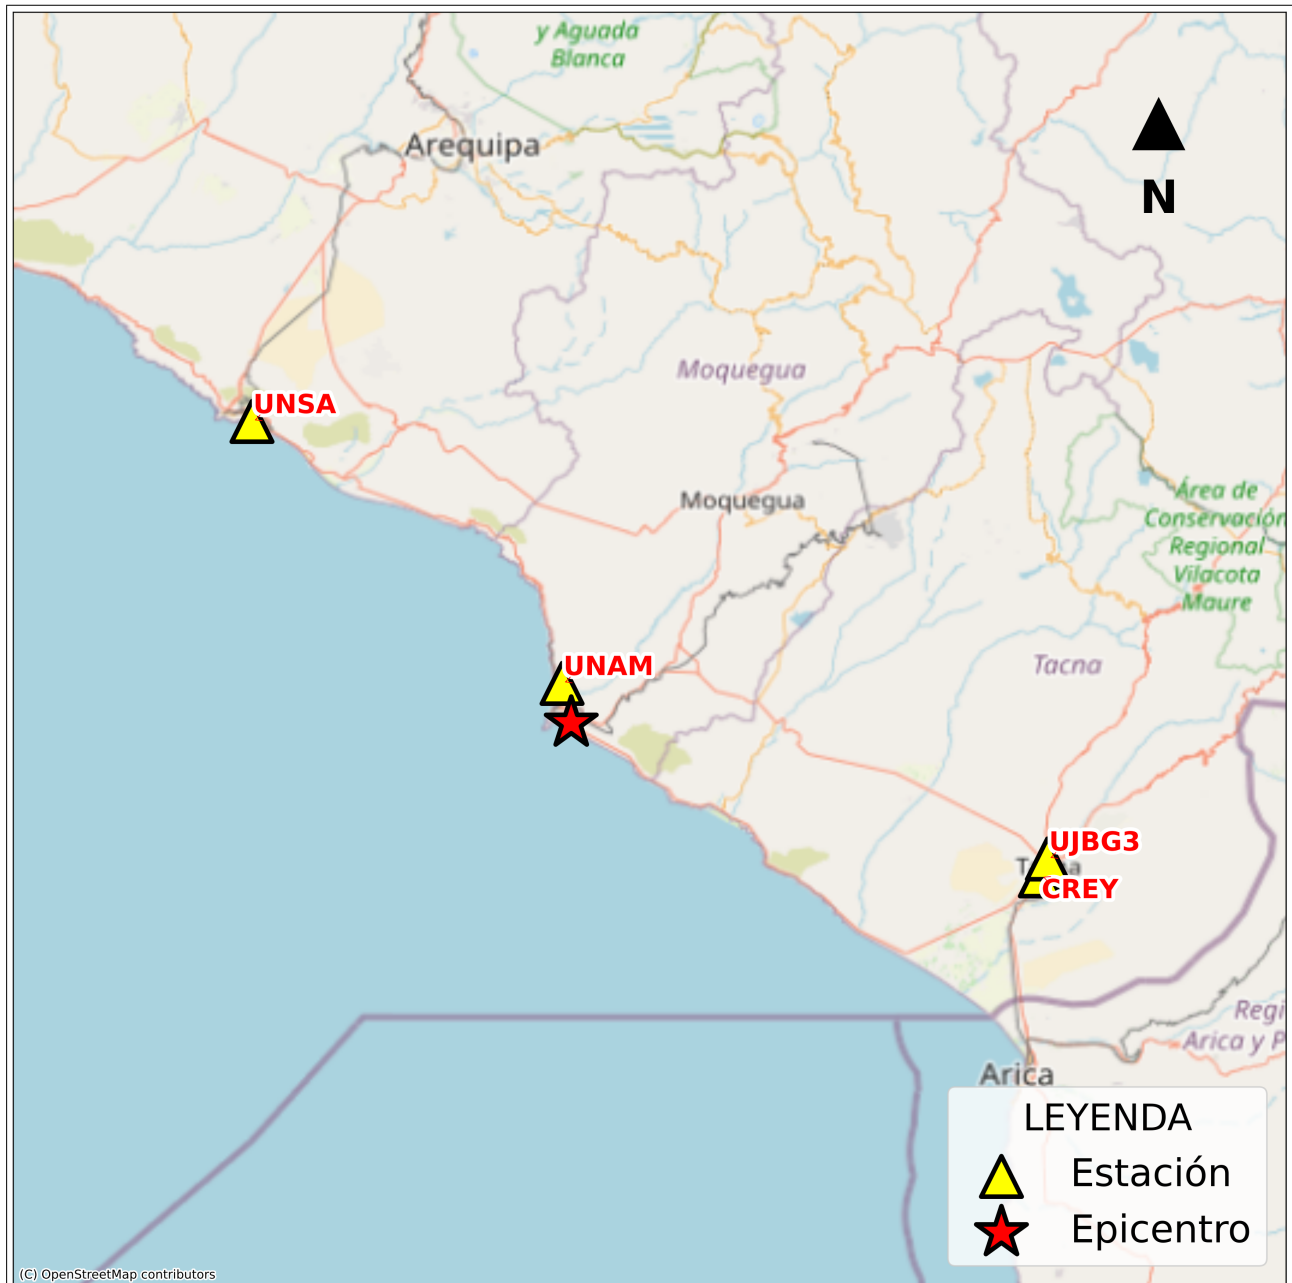 y Aguada
Blanca
Arequipa
N
Moquegua
UNSA
Moquegua
Área de
Conservación
Regional
Vilacota
Maure
UNAM
Tacna
UJBG3
CREY
Regi
Arica y P
Arica
LEYENDA
Estación
Epicentro
(C) OpenStreetMap contributors